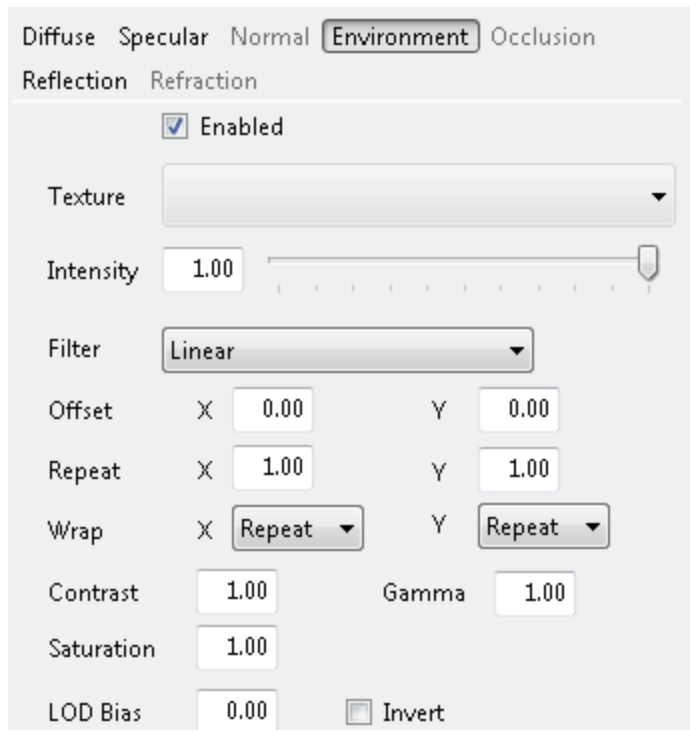 Diffuse Specular Normal Environment Occlusion
Reflection Refraction
Enabled
Texture
Intensity 1.00
Filter Linear
Offset X 0.00 Y 0.00
Repeat X 1.00 Y 1.00
Wrap X Repeat Y Repeat
Contrast 1.00 Gamma 1.00
Saturation 1.00
LOD Bias 0.00 Invert